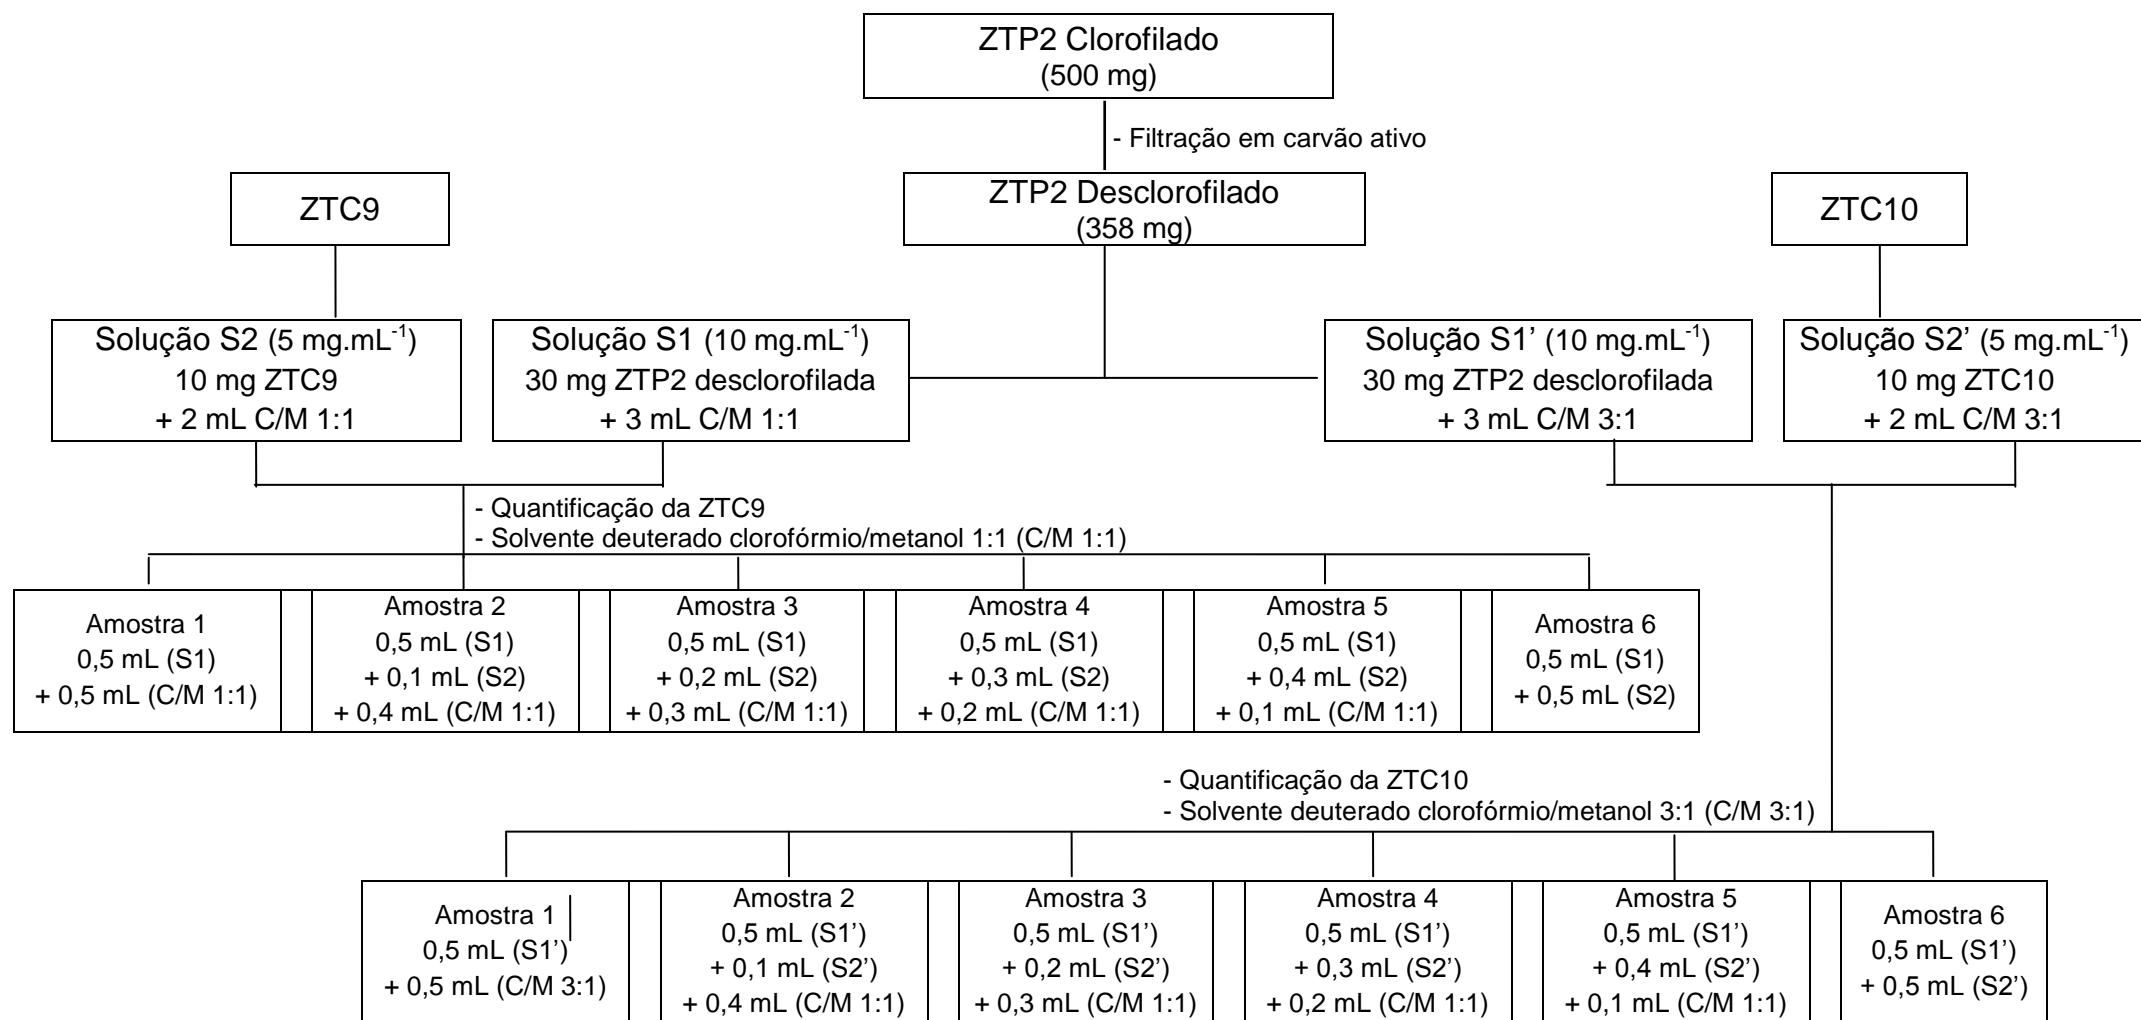 ZTP2 Clorofilado
(500 mg)
- Filtração em carvão ativo
ZTC9
ZTP2 Desclorofilado
(358 mg)
ZTC10
Solução S2 (5 mg.mL⁻¹)
10 mg ZTC9
+ 2 mL C/M 1:1
Solução S1 (10 mg.mL⁻¹)
30 mg ZTP2 desclorofilada
+ 3 mL C/M 1:1
Solução S1’ (10 mg.mL⁻¹)
30 mg ZTP2 desclorofilada
+ 3 mL C/M 3:1
Solução S2’ (5 mg.mL⁻¹)
10 mg ZTC10
+ 2 mL C/M 3:1
- Quantificação da ZTC9
- Solvente deuterado clorofórmio/metanol 1:1 (C/M 1:1)
Amostra 1
0,5 mL (S1)
+ 0,5 mL (C/M 1:1)
Amostra 2
0,5 mL (S1)
+ 0,1 mL (S2)
+ 0,4 mL (C/M 1:1)
Amostra 3
0,5 mL (S1)
+ 0,2 mL (S2)
+ 0,3 mL (C/M 1:1)
Amostra 4
0,5 mL (S1)
+ 0,3 mL (S2)
+ 0,2 mL (C/M 1:1)
Amostra 5
0,5 mL (S1)
+ 0,4 mL (S2)
+ 0,1 mL (C/M 1:1)
Amostra 6
0,5 mL (S1)
+ 0,5 mL (S2)
- Quantificação da ZTC10
- Solvente deuterado clorofórmio/metanol 3:1 (C/M 3:1)
Amostra 1
0,5 mL (S1’)
+ 0,5 mL (C/M 3:1)
Amostra 2
0,5 mL (S1’)
+ 0,1 mL (S2’)
+ 0,4 mL (C/M 1:1)
Amostra 3
0,5 mL (S1’)
+ 0,2 mL (S2’)
+ 0,3 mL (C/M 1:1)
Amostra 4
0,5 mL (S1’)
+ 0,3 mL (S2’)
+ 0,2 mL (C/M 1:1)
Amostra 5
0,5 mL (S1’)
+ 0,4 mL (S2’)
+ 0,1 mL (C/M 1:1)
Amostra 6
0,5 mL (S1’)
+ 0,5 mL (S2’)